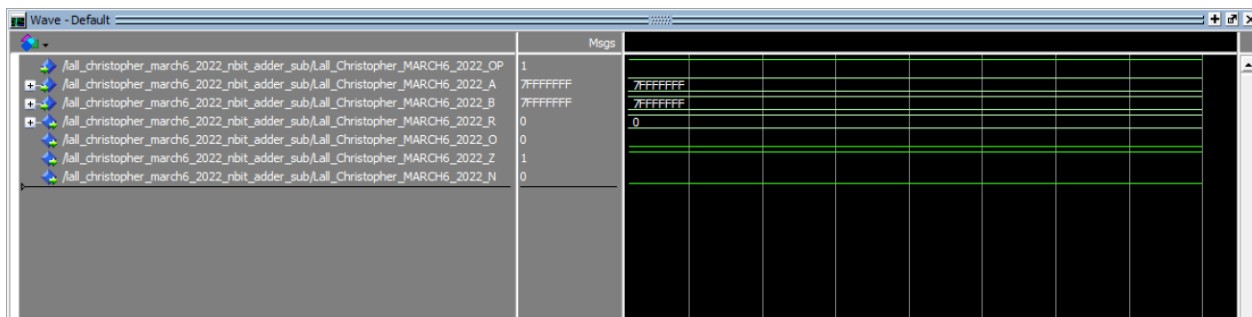 Wave - Default
Msgs
/lall_christopher_march6_2022_nbit_adder_sub/Lall_Christopher_MARCH6_2022_OP 1
/lall_christopher_march6_2022_nbit_adder_sub/Lall_Christopher_MARCH6_2022_A 7FFFFFFF 7FFFFFFF
/lall_christopher_march6_2022_nbit_adder_sub/Lall_Christopher_MARCH6_2022_B 7FFFFFFF 7FFFFFFF
/lall_christopher_march6_2022_nbit_adder_sub/Lall_Christopher_MARCH6_2022_R 0 0
/lall_christopher_march6_2022_nbit_adder_sub/Lall_Christopher_MARCH6_2022_O 0
/lall_christopher_march6_2022_nbit_adder_sub/Lall_Christopher_MARCH6_2022_Z 1
/lall_christopher_march6_2022_nbit_adder_sub/Lall_Christopher_MARCH6_2022_N 0